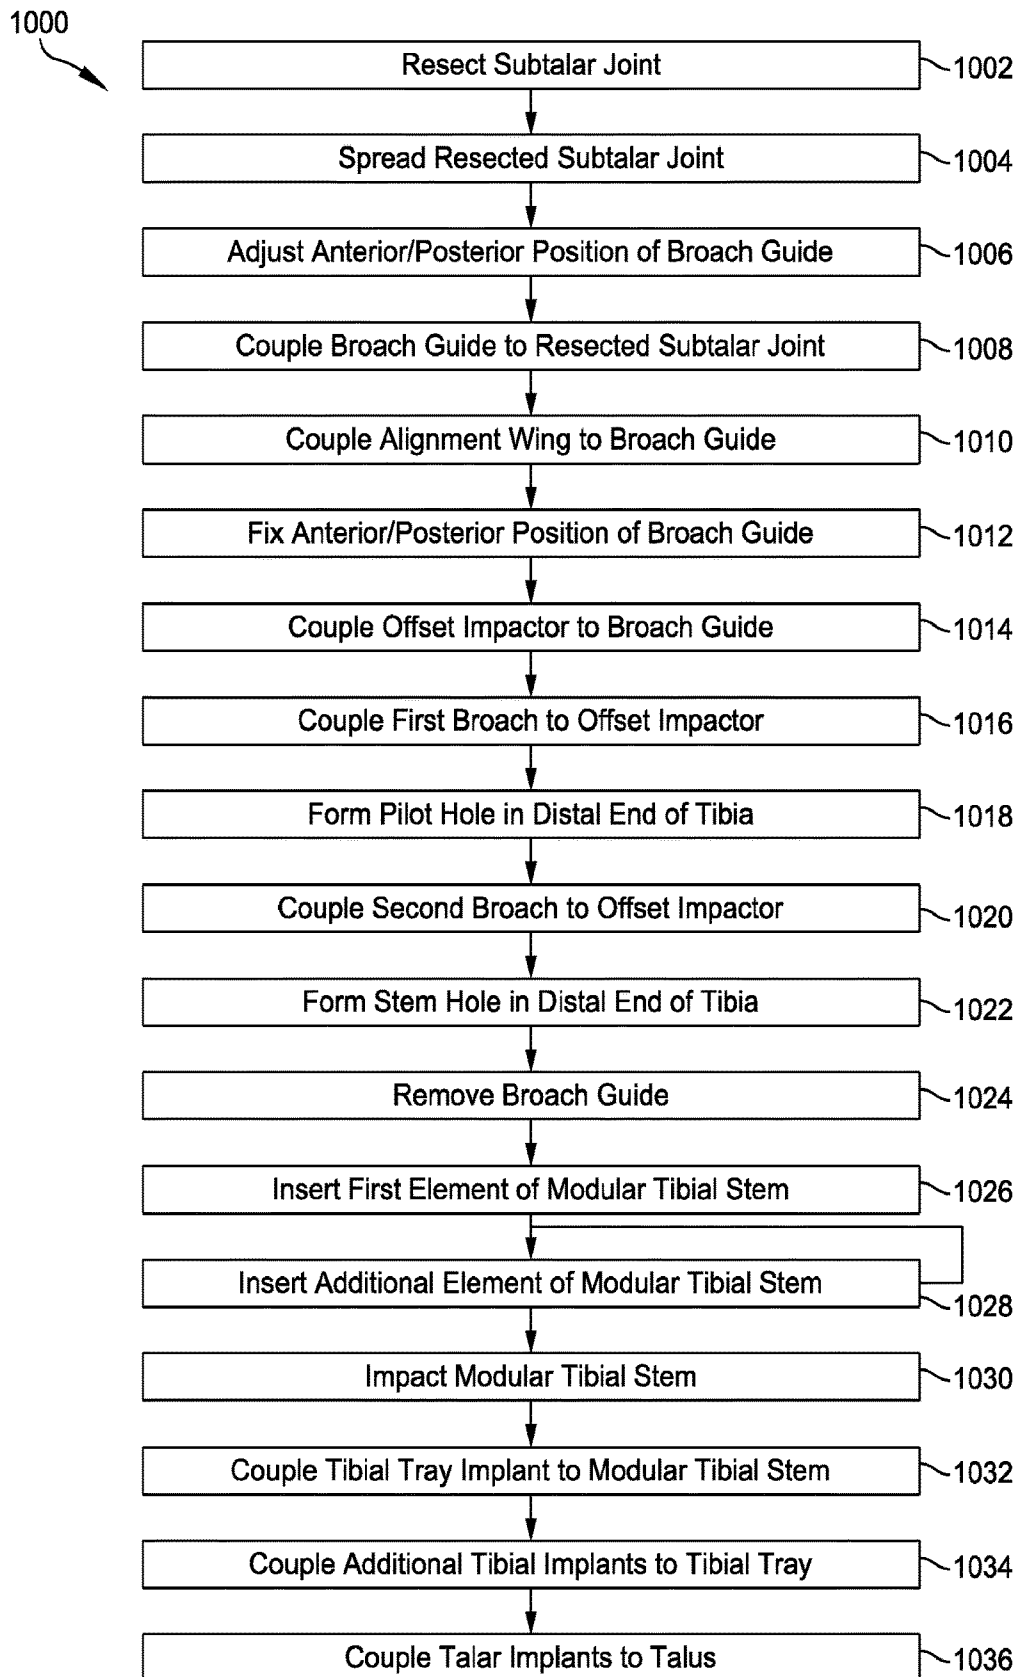 1000
Resect Subtalar Joint 1002
Spread Resected Subtalar Joint 1004
Adjust Anterior/Posterior Position of Broach Guide 1006
Couple Broach Guide to Resected Subtalar Joint 1008
Couple Alignment Wing to Broach Guide 1010
Fix Anterior/Posterior Position of Broach Guide 1012
Couple Offset Impactor to Broach Guide 1014
Couple First Broach to Offset Impactor 1016
Form Pilot Hole in Distal End of Tibia 1018
Couple Second Broach to Offset Impactor 1020
Form Stem Hole in Distal End of Tibia 1022
Remove Broach Guide 1024
Insert First Element of Modular Tibial Stem 1026
Insert Additional Element of Modular Tibial Stem 1028
Impact Modular Tibial Stem 1030
Couple Tibial Tray Implant to Modular Tibial Stem 1032
Couple Additional Tibial Implants to Tibial Tray 1034
Couple Talar Implants to Talus 1036